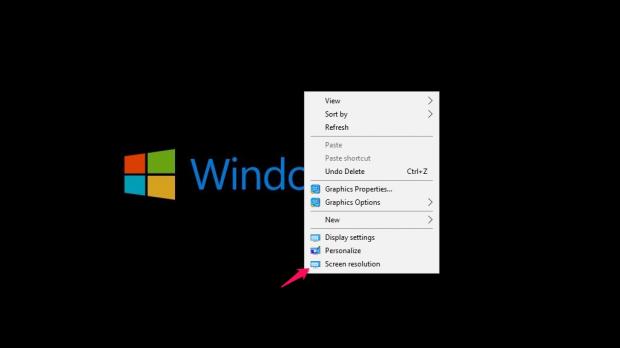 Windo
View
Sort by
Refresh
Paste
Paste shortcut
Undo Delete Ctrl+Z
Graphics Properties...
Graphics Options
New
Display settings
Personalize
Screen resolution